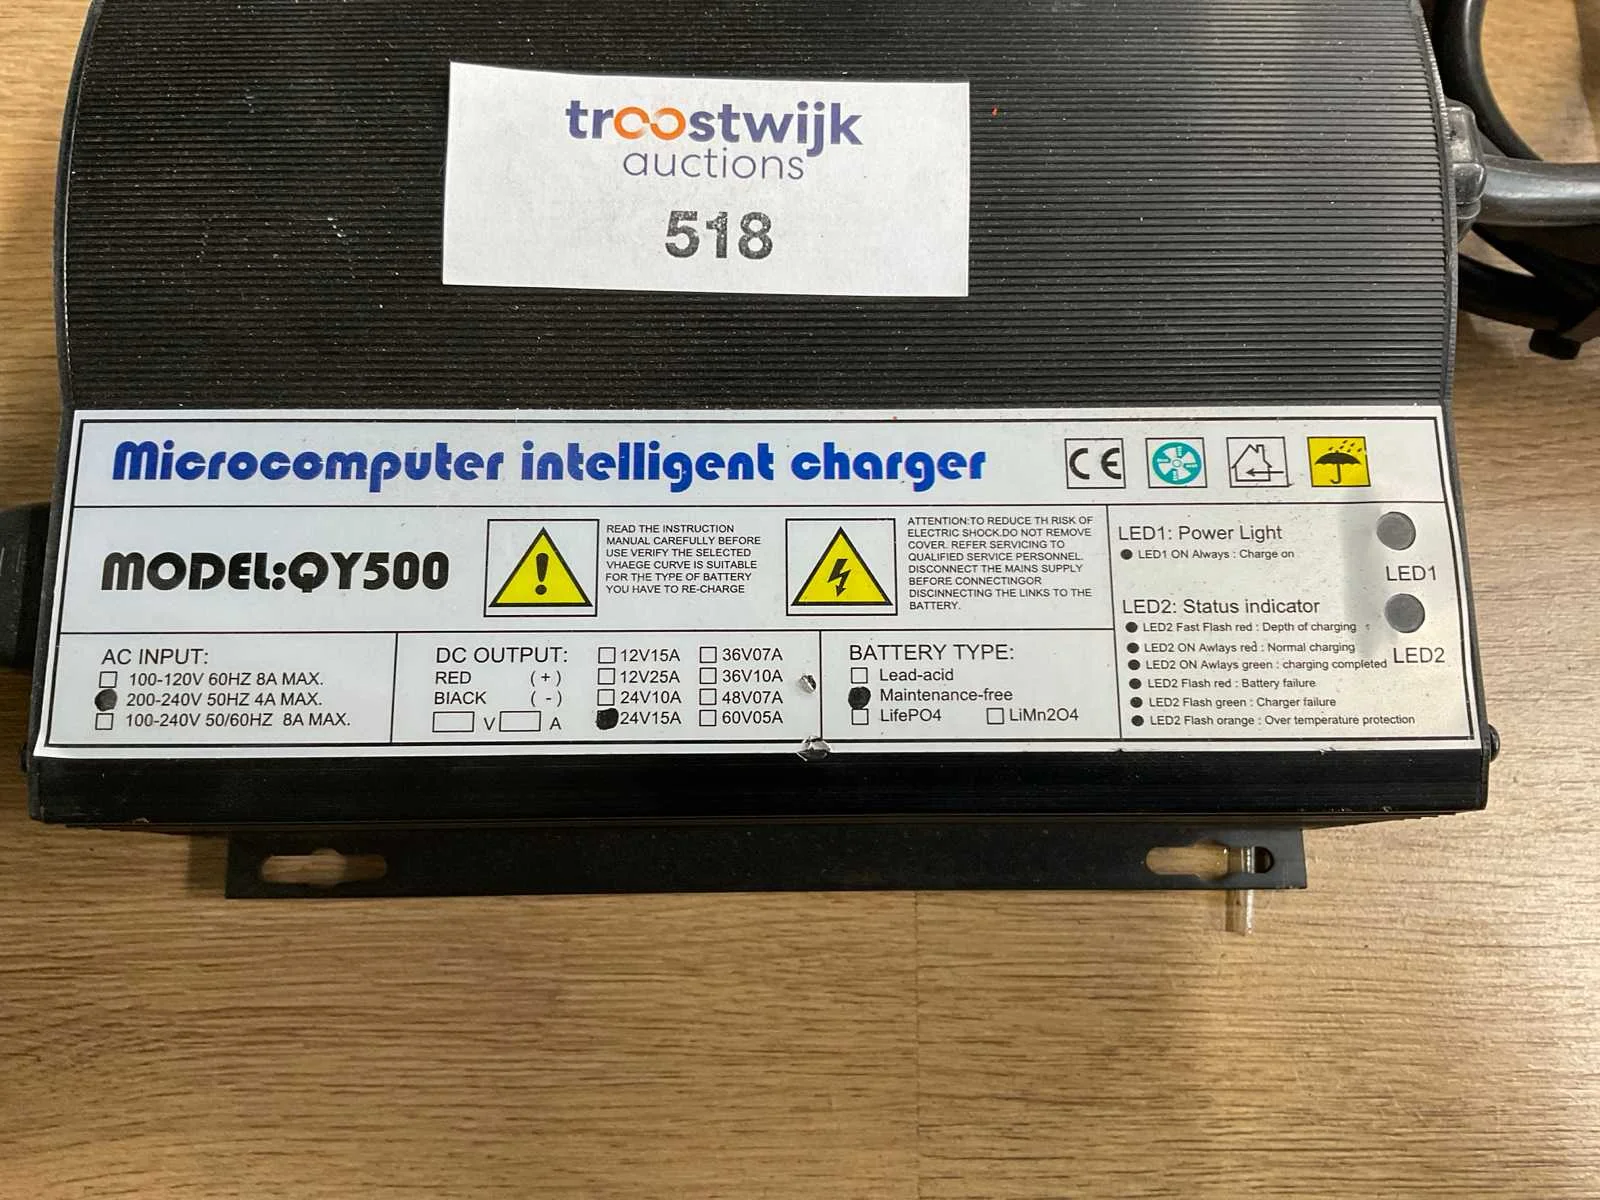 troostwijk
auctions
518
Microcomputer intelligent charger
CE
MODEL:QY500
READ THE INSTRUCTION
MANUAL CAREFULLY BEFORE
USE VERIFY THE SELECTED
VHAEGE CURVE IS SUITABLE
FOR THE TYPE OF BATTERY
YOU HAVE TO RE-CHARGE
ATTENTION:TO REDUCE TH RISK OF
ELECTRIC SHOCK.DO NOT REMOVE
COVER. REFER SERVICING TO
QUALIFIED SERVICE PERSONNEL.
DISCONNECT THE MAINS SUPPLY
BEFORE CONNECTINGOR
DISCINNECTING THE LINKS TO THE
BATTERY.
LED1: Power Light
LED1 ON Always : Charge on
LED1
LED2: Status indicator
LED2 Fast Flash red : Depth of charging
LED2 ON Awlays red : Normal charging
LED2 ON Awlays green : charging completed
LED2 Flash red : Battery failure
LED2 Flash green : Charger failure
LED2 Flash orange : Over temperature protection
LED2
AC INPUT:
100-120V 60HZ 8A MAX.
200-240V 50HZ 4A MAX.
100-240V 50/60HZ 8A MAX.
DC OUTPUT:
RED (+)
BIACK (-)
V A
12V15A 36V07A
12V25A 36V10A
24V10A 48V07A
24V15A 60V05A
BATTERY TYPE:
Lead-acid
Maintenance-free
LifePO4 LiMn2O4